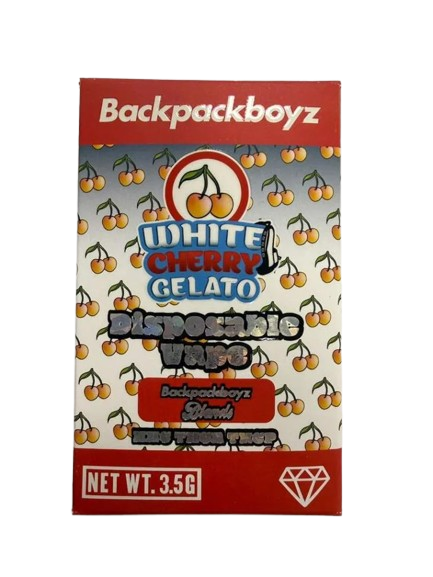 Backpackboyz
WHITE
CHERRY
GELATO
Disposable
Vape
Backpackboyz
Blends
NET WT. 3.5G